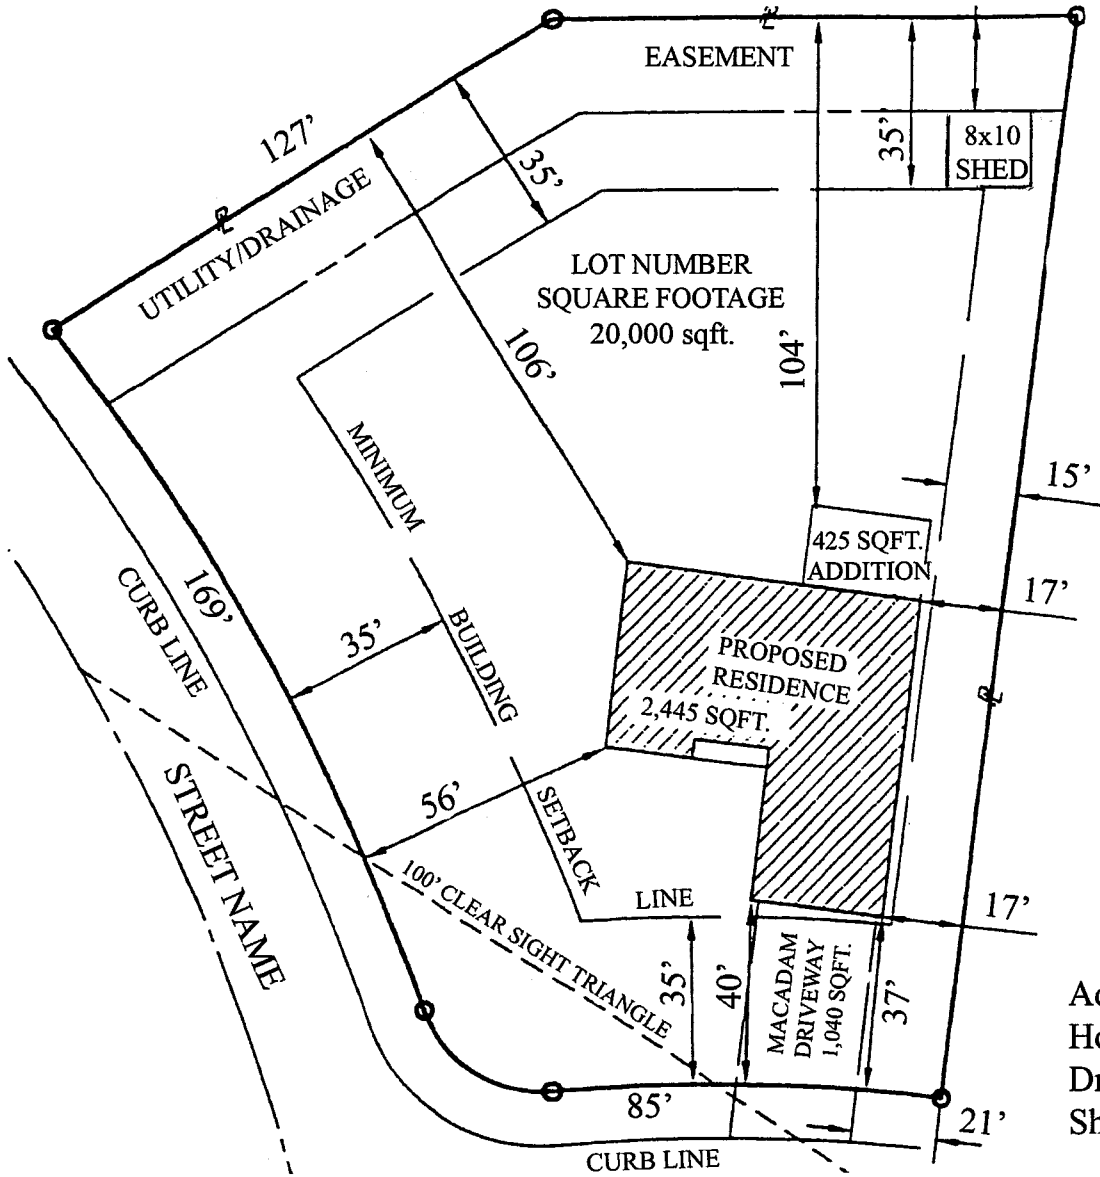 EASEMENT
127'
35'
35'
8x10
SHED
UTILITY/DRAINAGE
LOT NUMBER
SQUARE FOOTAGE
20,000 sqft.
106'
104'
MINIMUM
15'
425 SQFT.
ADDITION
169'
CURB LINE
17'
35'
BUILDING
PROPOSED
RESIDENCE
2,445 SQFT.
56'
SETBACK
STREET NAME
100' CLEAR SIGHT TRIANGLE
LINE
17'
35'
40'
MACADAM
DRIVEWAY
1,040 SQFT.
37'
85'
21'
CURB LINE